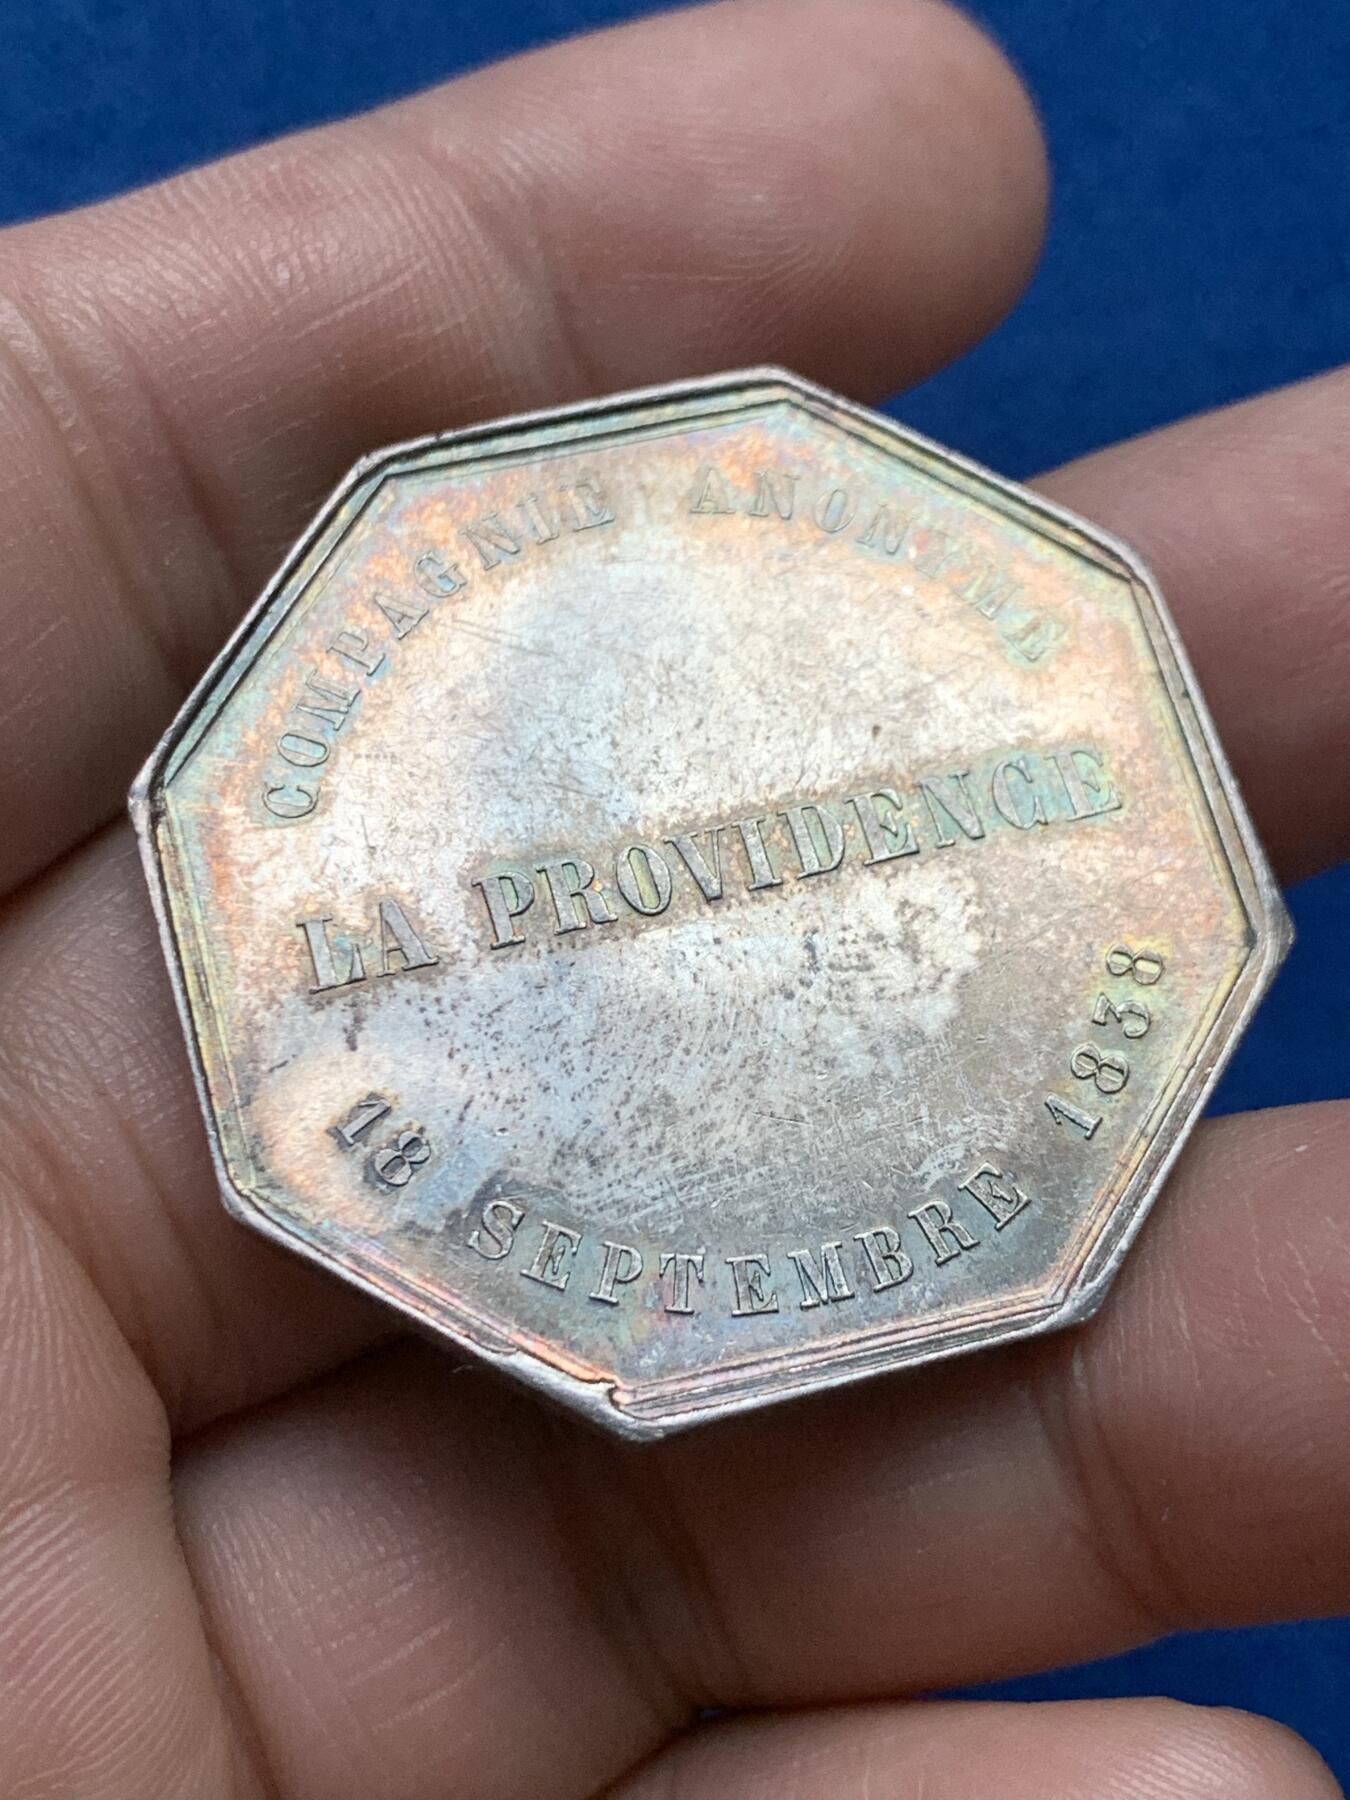 COMPAGNIE ANONYME
LA PROVIDENCE
18 SEPTEMBRE 1838